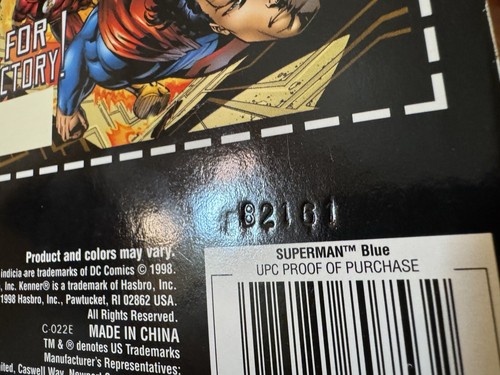 FOR
CTORY!
B2161
Product and colors may vary.
indicia are trademarks of DC Comics © 1998.
, Inc. Kenner® is a trademark of Hasbro, Inc.
1998 Hasbro, Inc., Pawtucket, RI 02862 USA.
All Rights Reserved.
C-022E MADE IN CHINA
TM & ® denotes US Trademarks
Manufacturer's Representatives:
SUPERMAN™ Blue
UPC PROOF OF PURCHASE